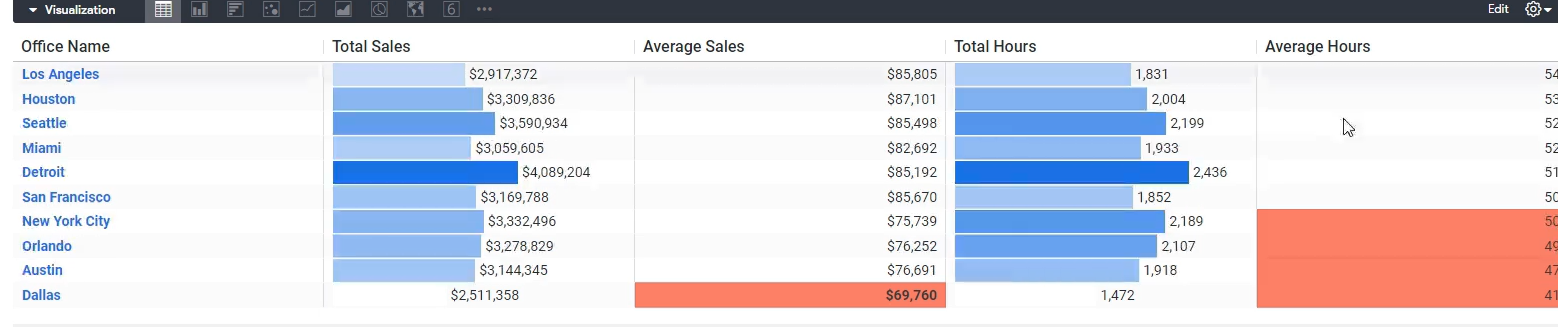 Visualization Edit
Office Name Total Sales Average Sales Total Hours Average Hours
Los Angeles $2,917,372 $85,805 1,831 54
Houston $3,309,836 $87,101 2,004 53
Seattle $3,590,934 $85,498 2,199 52
Miami $3,059,605 $82,692 1,933 52
Detroit $4,089,204 $85,192 2,436 51
San Francisco $3,169,788 $85,670 1,852 50
New York City $3,332,496 $75,739 2,189 50
Orlando $3,278,829 $76,252 2,107 49
Austin $3,144,345 $76,691 1,918 47
Dallas $2,511,358 $69,760 1,472 41